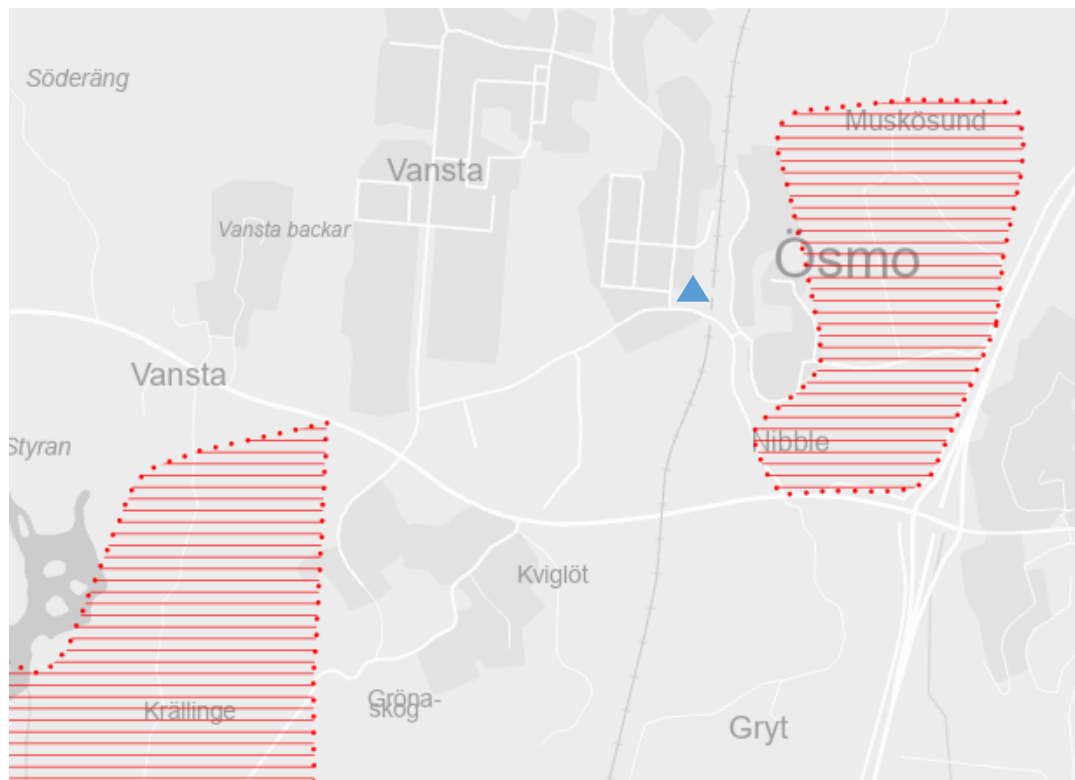 Söderäng
Muskösund
Vansta
Vansta backar
Ösmo
Vansta
Styran
Nibble
Kviglöt
Gröna-
skog
Krällinge
Gryt